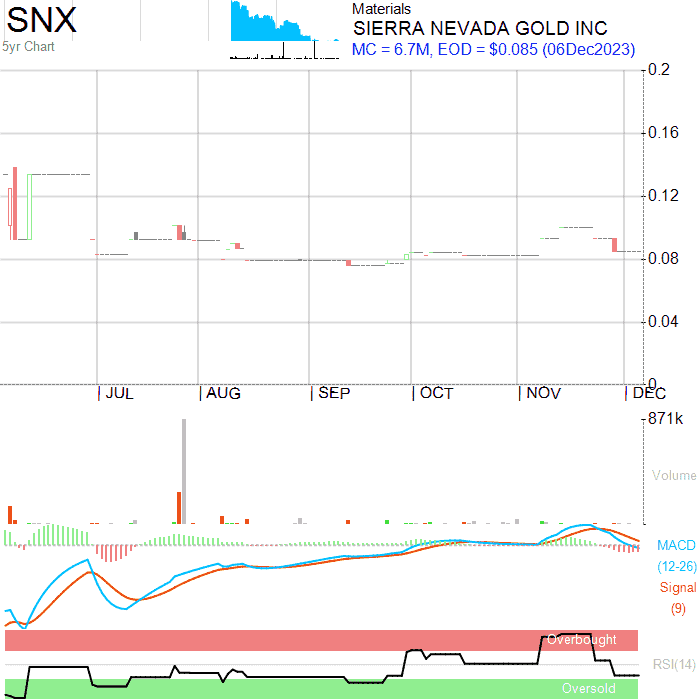 SNX
5yr Chart
Materials
SIERRA NEVADA GOLD INC
MC = 6.7M, EOD = $0.085 (06Dec2023)
0.2
0.16
0.12
0.08
0.04
0
JUL AUG SEP OCT NOV DEC
871k
Volume
MACD
(12-26)
Signal
(9)
Overbought
RSI(14)
Oversold